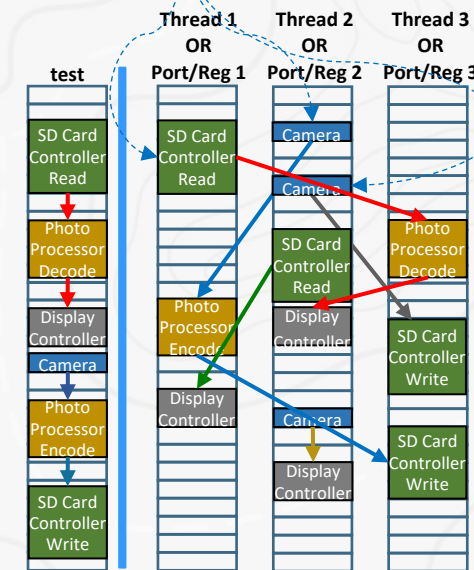 test
Thread 1
OR
Port/Reg 1
Thread 2
OR
Port/Reg 2
Thread 3
OR
Port/Reg 3
SD Card
Controller
Read
Photo
Processor
Decode
Display
Controller
Camera
Photo
Processor
Encode
SD Card
Controller
Write
SD Card
Controller
Read
Photo
Processor
Encode
Display
Controller
Camera
Camera
SD Card
Controller
Read
Display
Controller
Camera
Display
Controller
Photo
Processor
Decode
SD Card
Controller
Write
SD Card
Controller
Write